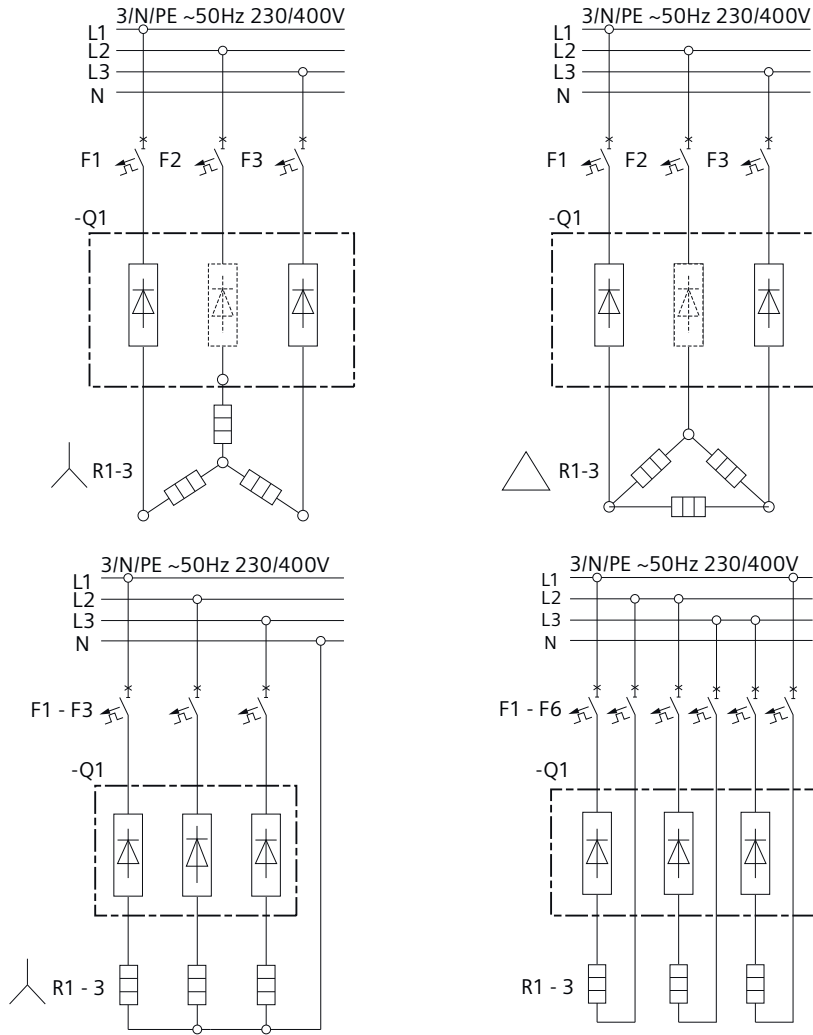 3/N/PE ~50Hz 230/400V
L1
L2
L3
N
F1 F2 F3
-Q1
R1-3
3/N/PE ~50Hz 230/400V
L1
L2
L3
N
F1 F2 F3
-Q1
R1-3
3/N/PE ~50Hz 230/400V
L1
L2
L3
N
F1 - F3
-Q1
R1 - 3
3/N/PE ~50Hz 230/400V
L1
L2
L3
N
F1 - F6
-Q1
R1 - 3